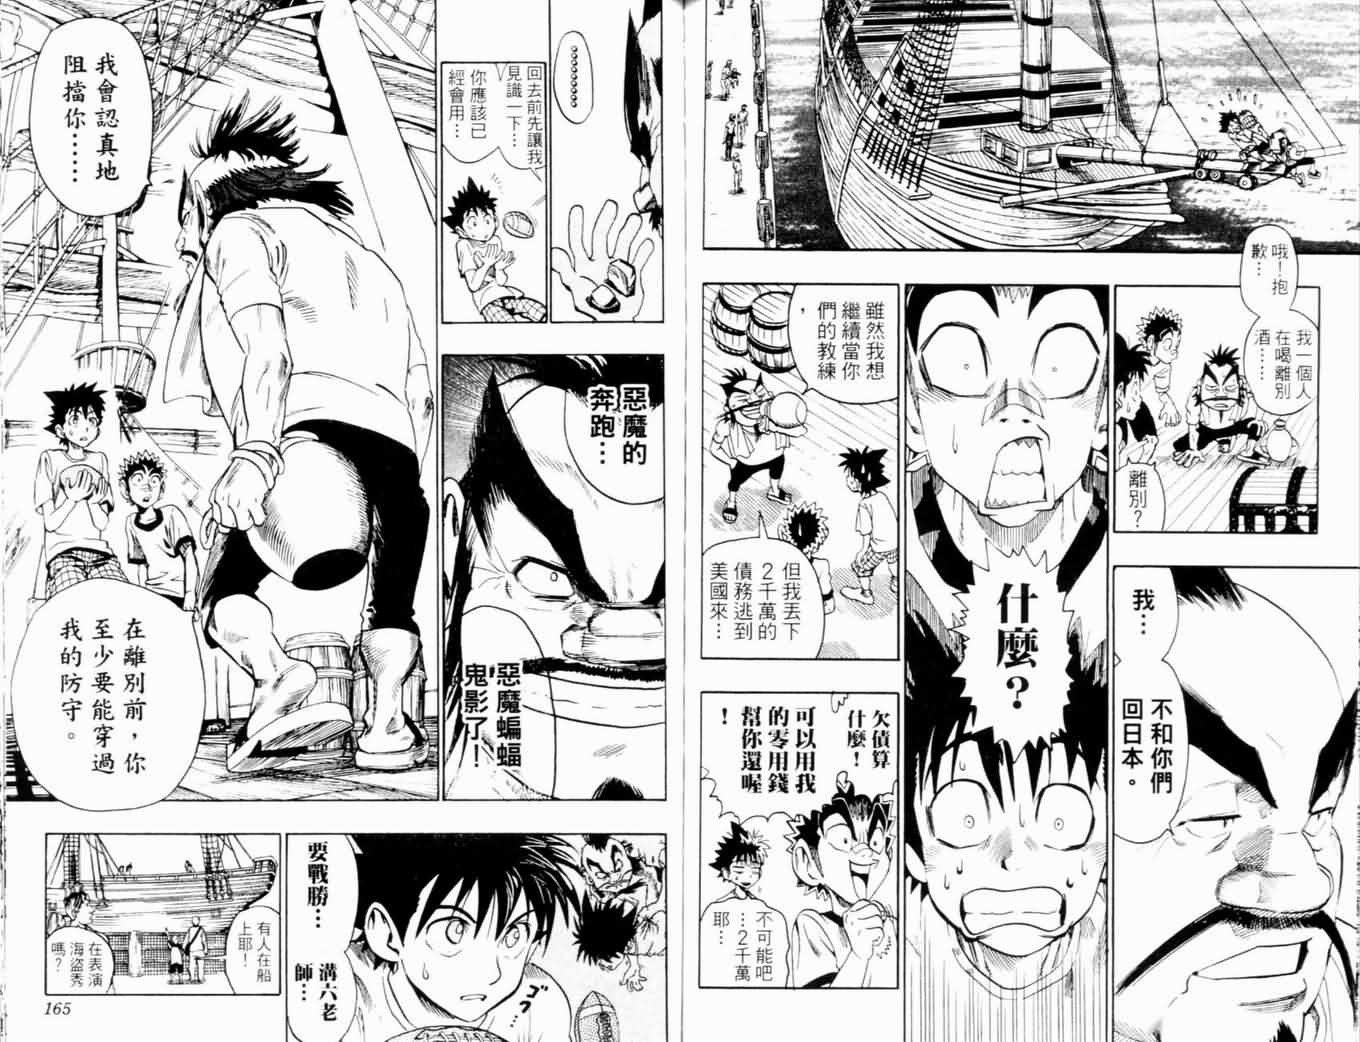 哦！抱
歉…
我一個人
在喝離別
酒……
離別？
我…
不和你們
回日本。
什麼？
雖然我想
繼續當你
們的教練
，
但我丟下
２千萬的
債務逃到
美國來…
欠債算
什麼！
可以用我
的零用錢
幫你還喔
！
不可能吧
…２千萬
耶…
………
回去前先讓我
見識一下…
你應該已
經會用…
惡魔的
奔跑…
惡魔蝙蝠
鬼影了！
我會認真地
阻擋你……
在離別前，你
至少要能穿過
我的防守。
要戰勝…
溝六老
師…
ゴク…
有人在船
上耶！
在表演
海盜秀
嗎？
165